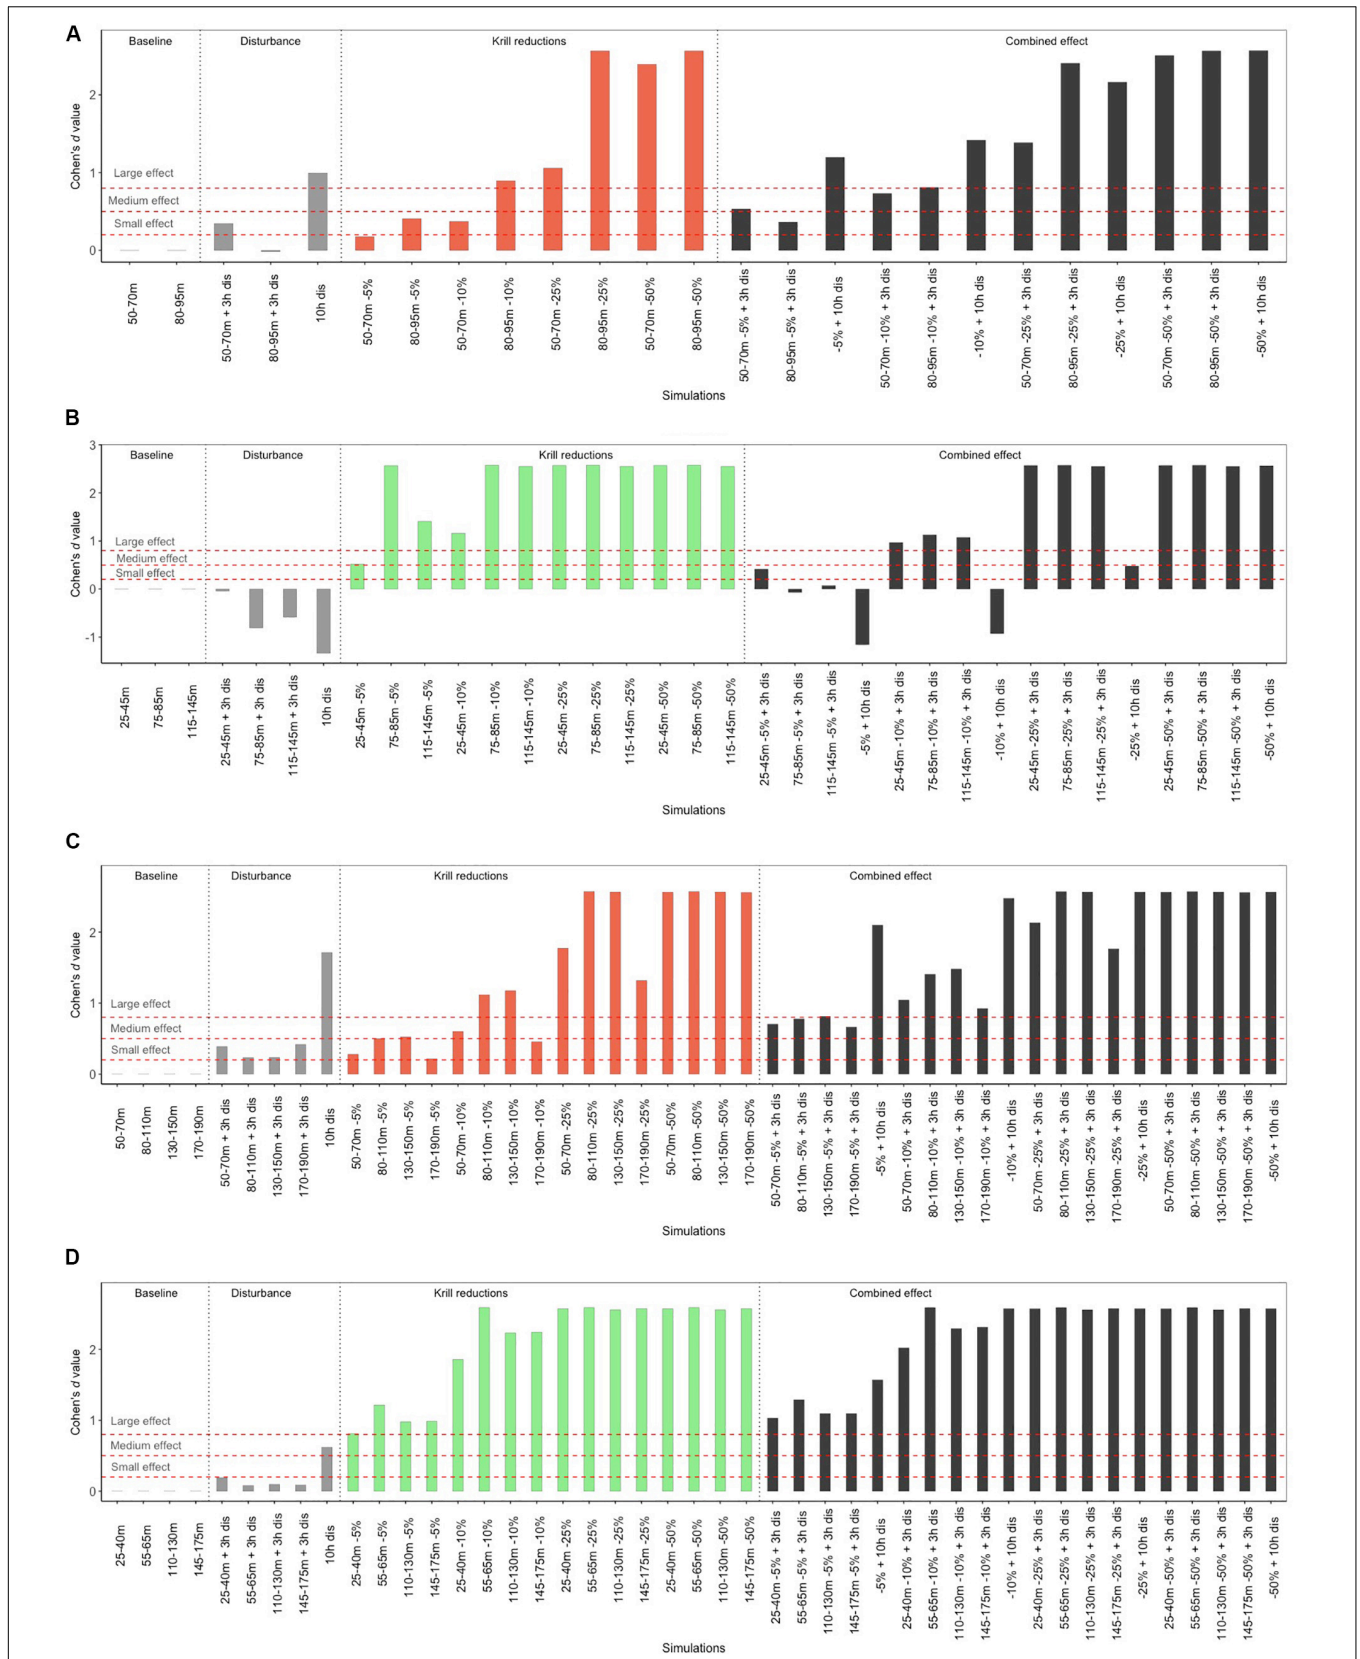 A
Baseline
Disturbance
Krill reductions
Combined effect
Cohen's d value
2
1
0
Large effect
Medium effect
Small effect
50-70m
80-95m
50-70m + 3h dis
80-95m + 3h dis
10h dis
50-70m -5%
80-95m -5%
50-70m -10%
80-95m -10%
50-70m -25%
80-95m -25%
50-70m -50%
80-95m -50%
50-70m -5% + 3h dis
80-95m -5% + 3h dis
-5% + 10h dis
50-70m -10% + 3h dis
80-95m -10% + 3h dis
-10% + 10h dis
50-70m -25% + 3h dis
80-95m -25% + 3h dis
-25% + 10h dis
50-70m -50% + 3h dis
80-95m -50% + 3h dis
-50% + 10h dis
Simulations
B
Baseline
Disturbance
Krill reductions
Combined effect
Cohen's d value
3
2
1
0
-1
Large effect
Medium effect
Small effect
25-45m
75-85m
115-145m
25-45m + 3h dis
75-85m + 3h dis
115-145m + 3h dis
10h dis
25-45m -5%
75-85m -5%
115-145m -5%
25-45m -10%
75-85m -10%
115-145m -10%
25-45m -25%
75-85m -25%
115-145m -25%
25-45m -50%
75-85m -50%
115-145m -50%
25-45m -5% + 3h dis
75-85m -5% + 3h dis
115-145m -5% + 3h dis
-5% + 10h dis
25-45m -10% + 3h dis
75-85m -10% + 3h dis
115-145m -10% + 3h dis
-10% + 10h dis
25-45m -25% + 3h dis
75-85m -25% + 3h dis
115-145m -25% + 3h dis
-25% + 10h dis
25-45m -50% + 3h dis
75-85m -50% + 3h dis
115-145m -50% + 3h dis
-50% + 10h dis
Simulations
C
Baseline
Disturbance
Krill reductions
Combined effect
Cohen's d value
2
1
0
Large effect
Medium effect
Small effect
50-70m
80-110m
130-150m
170-190m
50-70m + 3h dis
80-110m + 3h dis
130-150m + 3h dis
170-190m + 3h dis
10h dis
50-70m -5%
80-110m -5%
130-150m -5%
170-190m -5%
50-70m -10%
80-110m -10%
130-150m -10%
170-190m -10%
50-70m -25%
80-110m -25%
130-150m -25%
170-190m -25%
50-70m -50%
80-110m -50%
130-150m -50%
170-190m -50%
50-70m -5% + 3h dis
80-110m -5% + 3h dis
130-150m -5% + 3h dis
170-190m -5% + 3h dis
-5% + 10h dis
50-70m -10% + 3h dis
80-110m -10% + 3h dis
130-150m -10% + 3h dis
170-190m -10% + 3h dis
-10% + 10h dis
50-70m -25% + 3h dis
80-110m -25% + 3h dis
130-150m -25% + 3h dis
170-190m -25% + 3h dis
-25% + 10h dis
50-70m -50% + 3h dis
80-110m -50% + 3h dis
130-150m -50% + 3h dis
170-190m -50% + 3h dis
-50% + 10h dis
Simulations
D
Baseline
Disturbance
Krill reductions
Combined effect
Cohen's d value
2
1
0
Large effect
Medium effect
Small effect
25-40m
55-65m
110-130m
145-175m
25-40m + 3h dis
55-65m + 3h dis
110-130m + 3h dis
145-175m + 3h dis
10h dis
25-40m -5%
55-65m -5%
110-130m -5%
145-175m -5%
25-40m -10%
55-65m -10%
110-130m -10%
145-175m -10%
25-40m -25%
55-65m -25%
110-130m -25%
145-175m -25%
25-40m -50%
55-65m -50%
110-130m -50%
145-175m -50%
25-40m -5% + 3h dis
55-65m -5% + 3h dis
110-130m -5% + 3h dis
145-175m -5% + 3h dis
-5% + 10h dis
25-40m -10% + 3h dis
55-65m -10% + 3h dis
110-130m -10% + 3h dis
145-175m -10% + 3h dis
-10% + 10h dis
25-40m -25% + 3h dis
55-65m -25% + 3h dis
110-130m -25% + 3h dis
145-175m -25% + 3h dis
-25% + 10h dis
25-40m -50% + 3h dis
55-65m -50% + 3h dis
110-130m -50% + 3h dis
145-175m -50% + 3h dis
-50% + 10h dis
Simulations